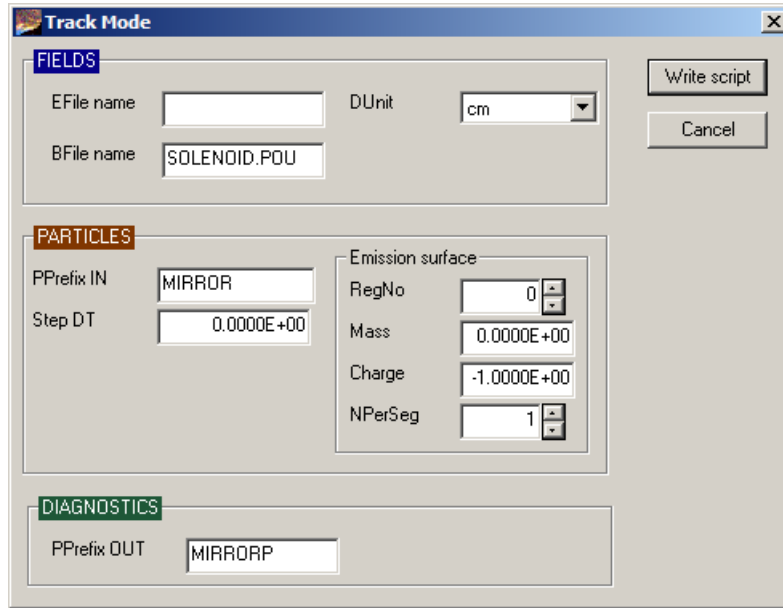 Track Mode
FIELDS
EFile name
DUnit
cm
BFile name
SOLENOID.POU
Write script
Cancel
PARTICLES
PPrefix IN
MIRROR
Step DT
0.0000E+00
Emission surface
RegNo
0
Mass
0.0000E+00
Charge
-1.0000E+00
NPerSeg
1
DIAGNOSTICS
PPrefix OUT
MIRRORP